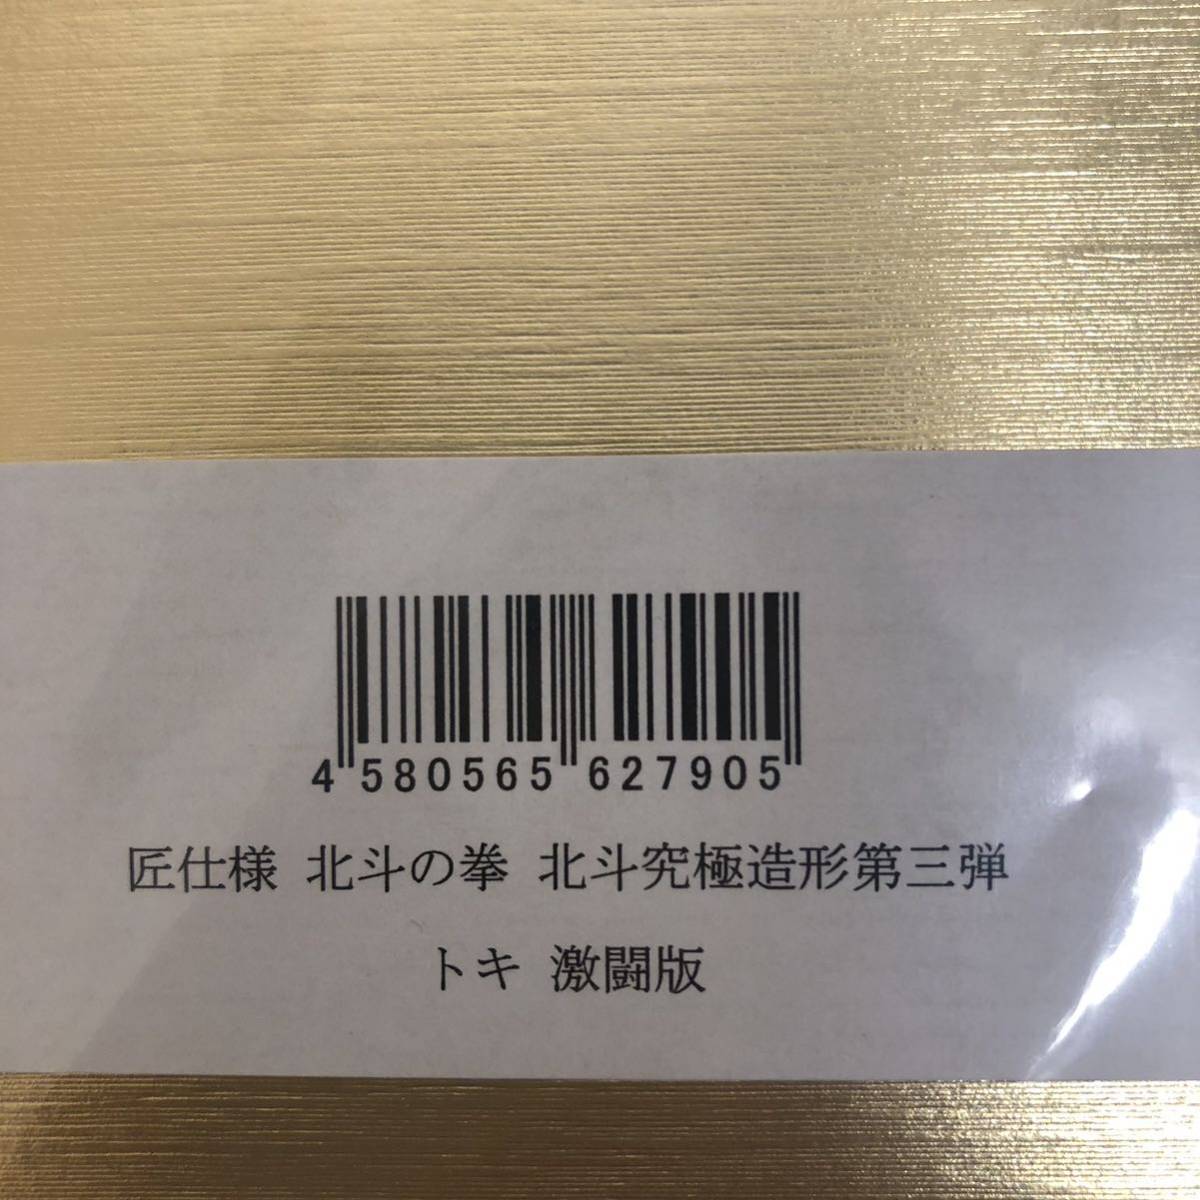 4 580565 627905
匠仕様 北斗の拳 北斗究極造形第三弾
トキ 激闘版